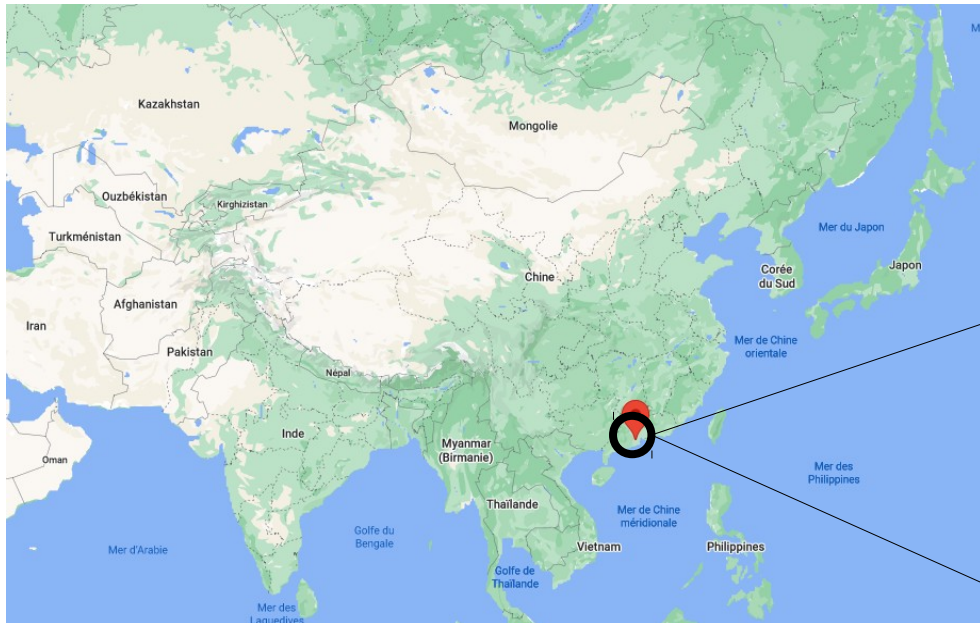 M
Kazakhstan
Mongolie
Ouzbékistan
Kirghizistan
Turkménistan
Mer du Japon
Japon
Corée
du Sud
Chine
Afghanistan
Iran
Pakistan
Mer de Chine
orientale
Népal
Inde
Myanmar
(Birmanie)
Oman
Mer des
Philippines
Thaïlande
Mer de Chine
méridionale
Golfe du
Bengale
Mer d'Arabie
Vietnam
Philippines
Golfe de
Thaïlande
Mer des
Laquedives